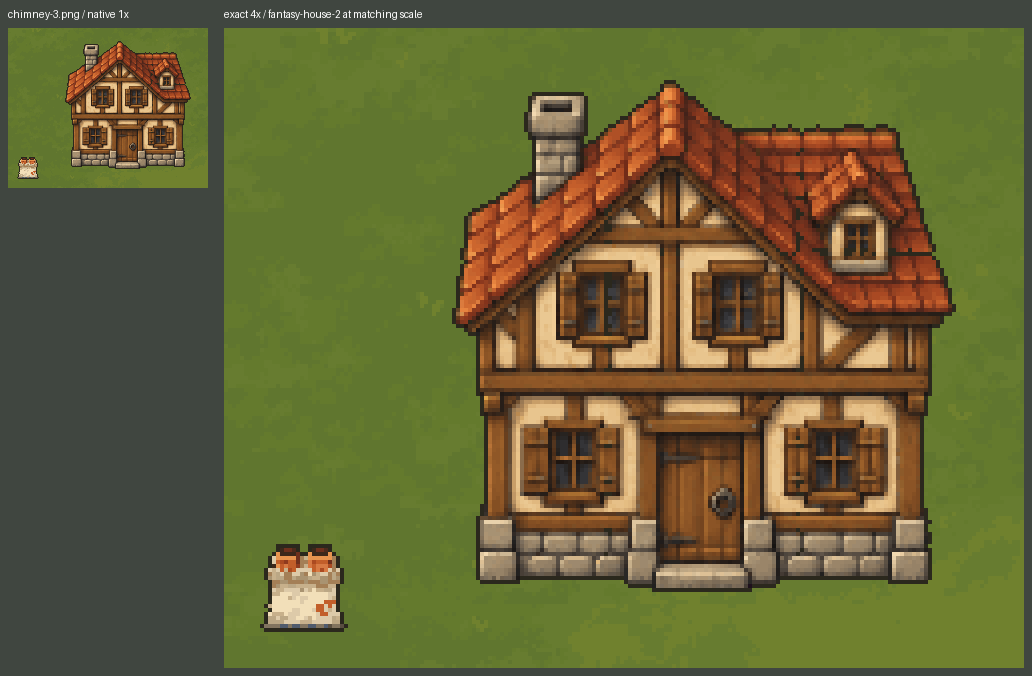 chimney-3.png / native 1x
exact 4x / fantasy-house-2 at matching scale